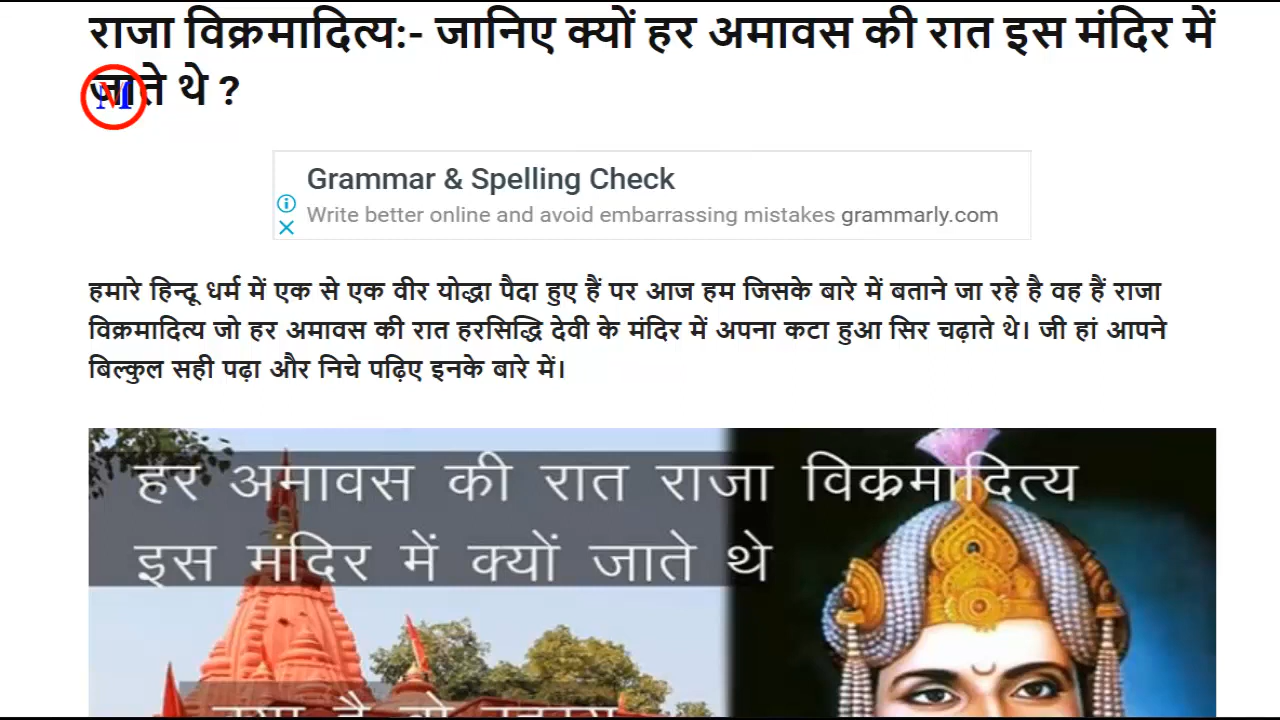 राजा विक्रमादित्य:- जानिए क्यों हर अमावस की रात इस मंदिर में
जाते थे ?
M
Grammar & Spelling Check
Write better online and avoid embarrassing mistakes grammarly.com
हमारे हिन्दू धर्म में एक से एक वीर योद्धा पैदा हुए हैं पर आज हम जिसके बारे में बताने जा रहे है वह हैं राजा
विक्रमादित्य जो हर अमावस की रात हरसिद्धि देवी के मंदिर में अपना कटा हुआ सिर चढ़ाते थे। जी हां आपने
बिल्कुल सही पढ़ा और निचे पढ़िए इनके बारे में।
हर अमावस की रात राजा विक्रमादित्य
इस मंदिर में क्यों जाते थे